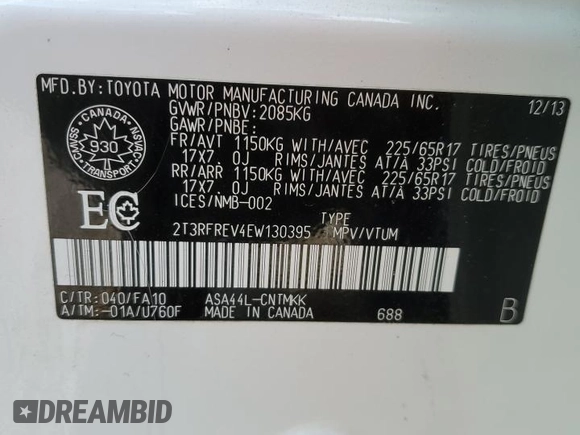 MFD.BY: TOYOTA MOTOR MANUFACTURING CANADA INC. 12/13
GVWR/PNBV: 2085KG
GAWR/PNBE:
FR/AVT 1150KG WITH/AVEC 225/65R17 TIRES/PNEUS
17X7.0J RIMS/JANTES AT/A 33PSI COLD/FROID
RR/ARR 1150KG WITH/AVEC 225/65R17 TIRES/PNEUS
17X7.0J RIMS/JANTES AT/A 33PSI COLD/FROID
ICES/NMB-002
CANADA
CMVSS
930
NSVAC
TRANSPORT
EC
TYPE
2T3RFREV4EW130395 MPV/VTUM
C/TR: 040/FA10 ASA44L-CNTMKK
A/TM: -01A/U760F MADE IN CANADA 688 B
DREAMBID